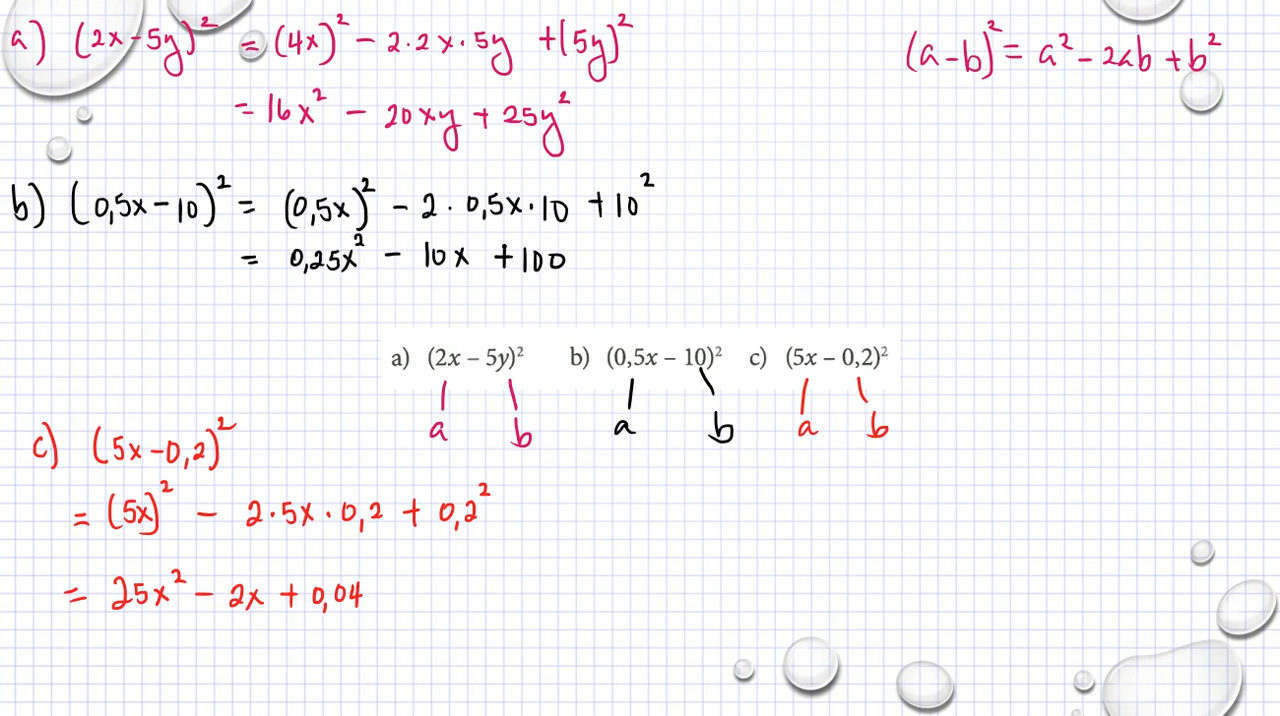 a) (2x-5y)² = (4x)² - 2·2x·5y +(5y)²
(a-b)² = a² - 2ab + b²
= 16x² - 20xy + 25y²
b) (0,5x-10)² = (0,5x)² - 2·0,5x·10 + 10²
= 0,25x² - 10x + 100
a) (2x – 5y)² b) (0,5x – 10)² c) (5x – 0,2)²
a b a b a b
c) (5x-0,2)²
= (5x)² - 2·5x·0,2 + 0,2²
= 25x² - 2x + 0,04